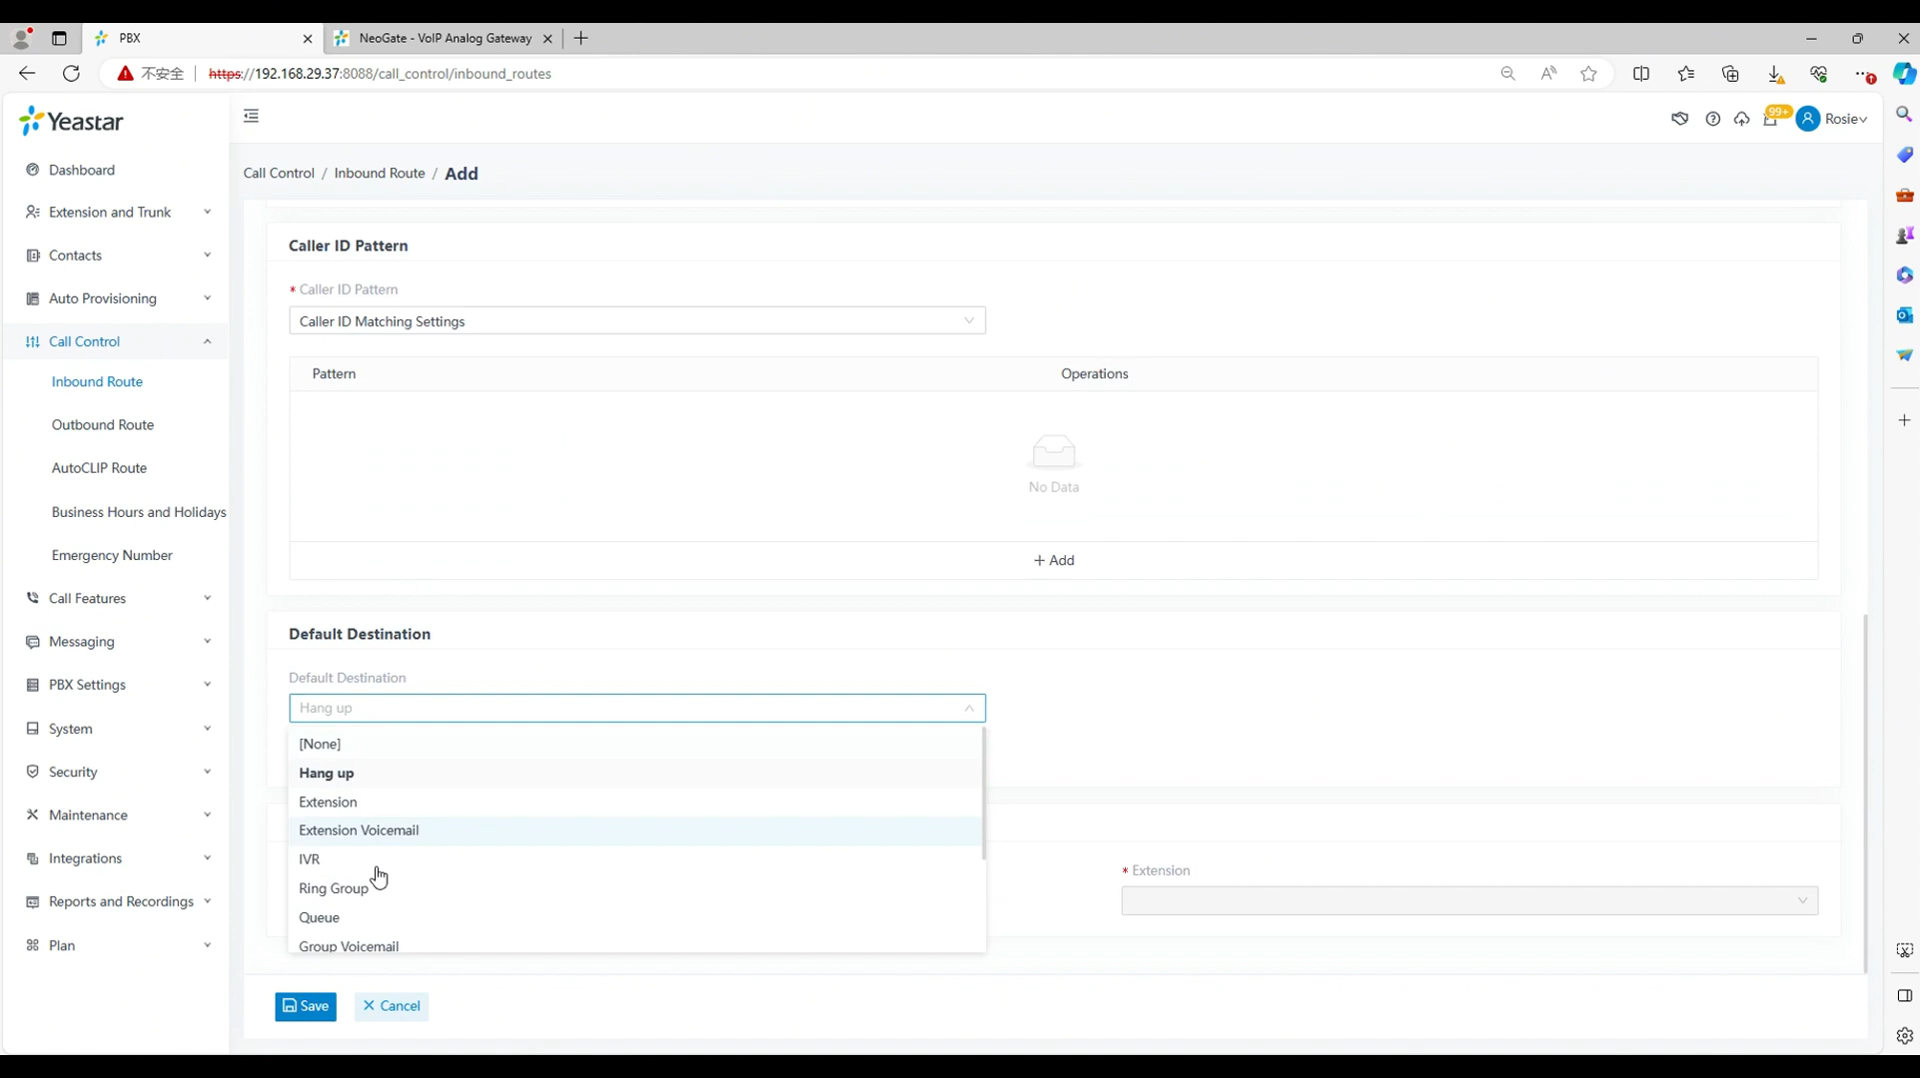 PBX
NeoGate - VoIP Analog Gateway
不安全 https://192.168.29.37:8088/call_control/inbound_routes
Yeastar
99+
Rosie
Call Control / Inbound Route / Add
Dashboard
Extension and Trunk
Contacts
Auto Provisioning
Call Control
Inbound Route
Outbound Route
AutoCLIP Route
Business Hours and Holidays
Emergency Number
Call Features
Messaging
PBX Settings
System
Security
Maintenance
Integrations
Reports and Recordings
Plan
Caller ID Pattern
* Caller ID Pattern
Caller ID Matching Settings
Pattern Operations
No Data
+ Add
Default Destination
Default Destination
Hang up
[None]
Hang up
Extension
Extension Voicemail
IVR
Ring Group
Queue
Group Voicemail
* Extension
Save Cancel